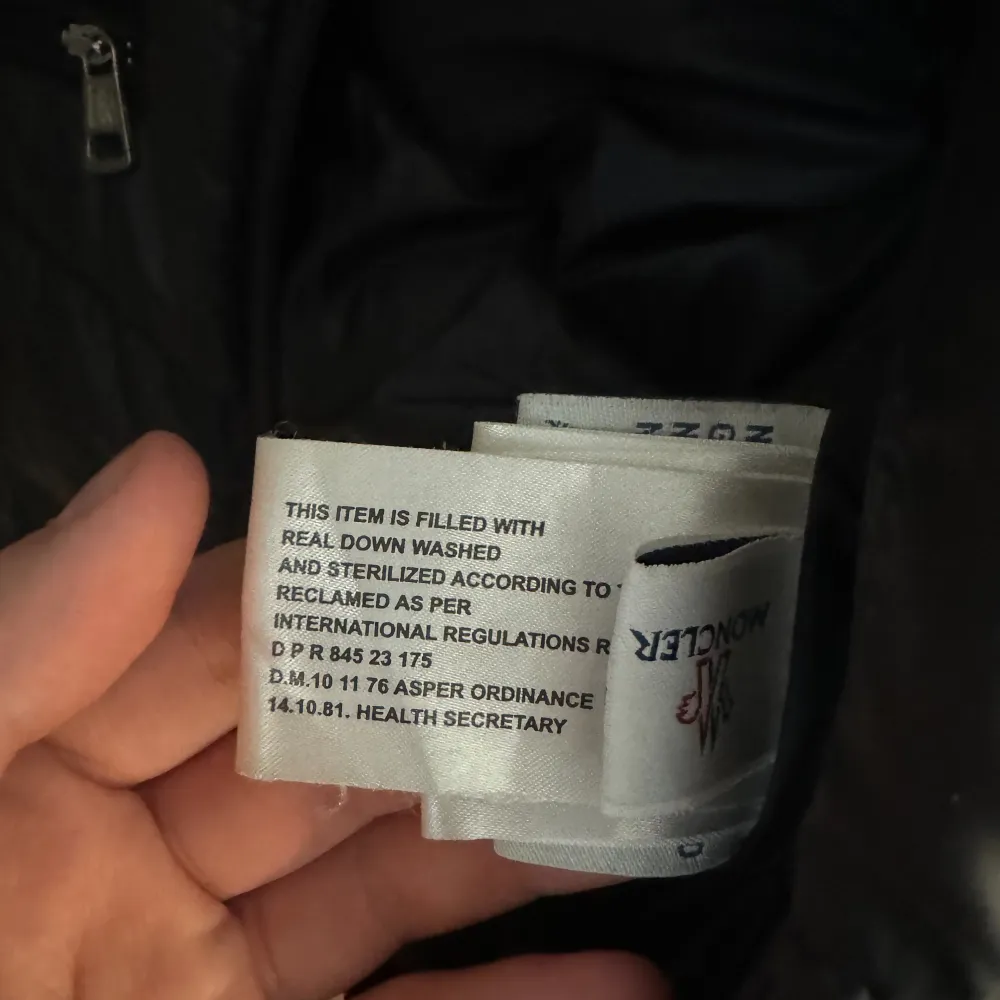 THIS ITEM IS FILLED WITH
REAL DOWN WASHED
AND STERILIZED ACCORDING TO
RECLAMED AS PER
INTERNATIONAL REGULATIONS
D P R 845 23 175
D.M.10 11 76 ASPER ORDINANCE
14.10.81. HEALTH SECRETARY
MONCLER